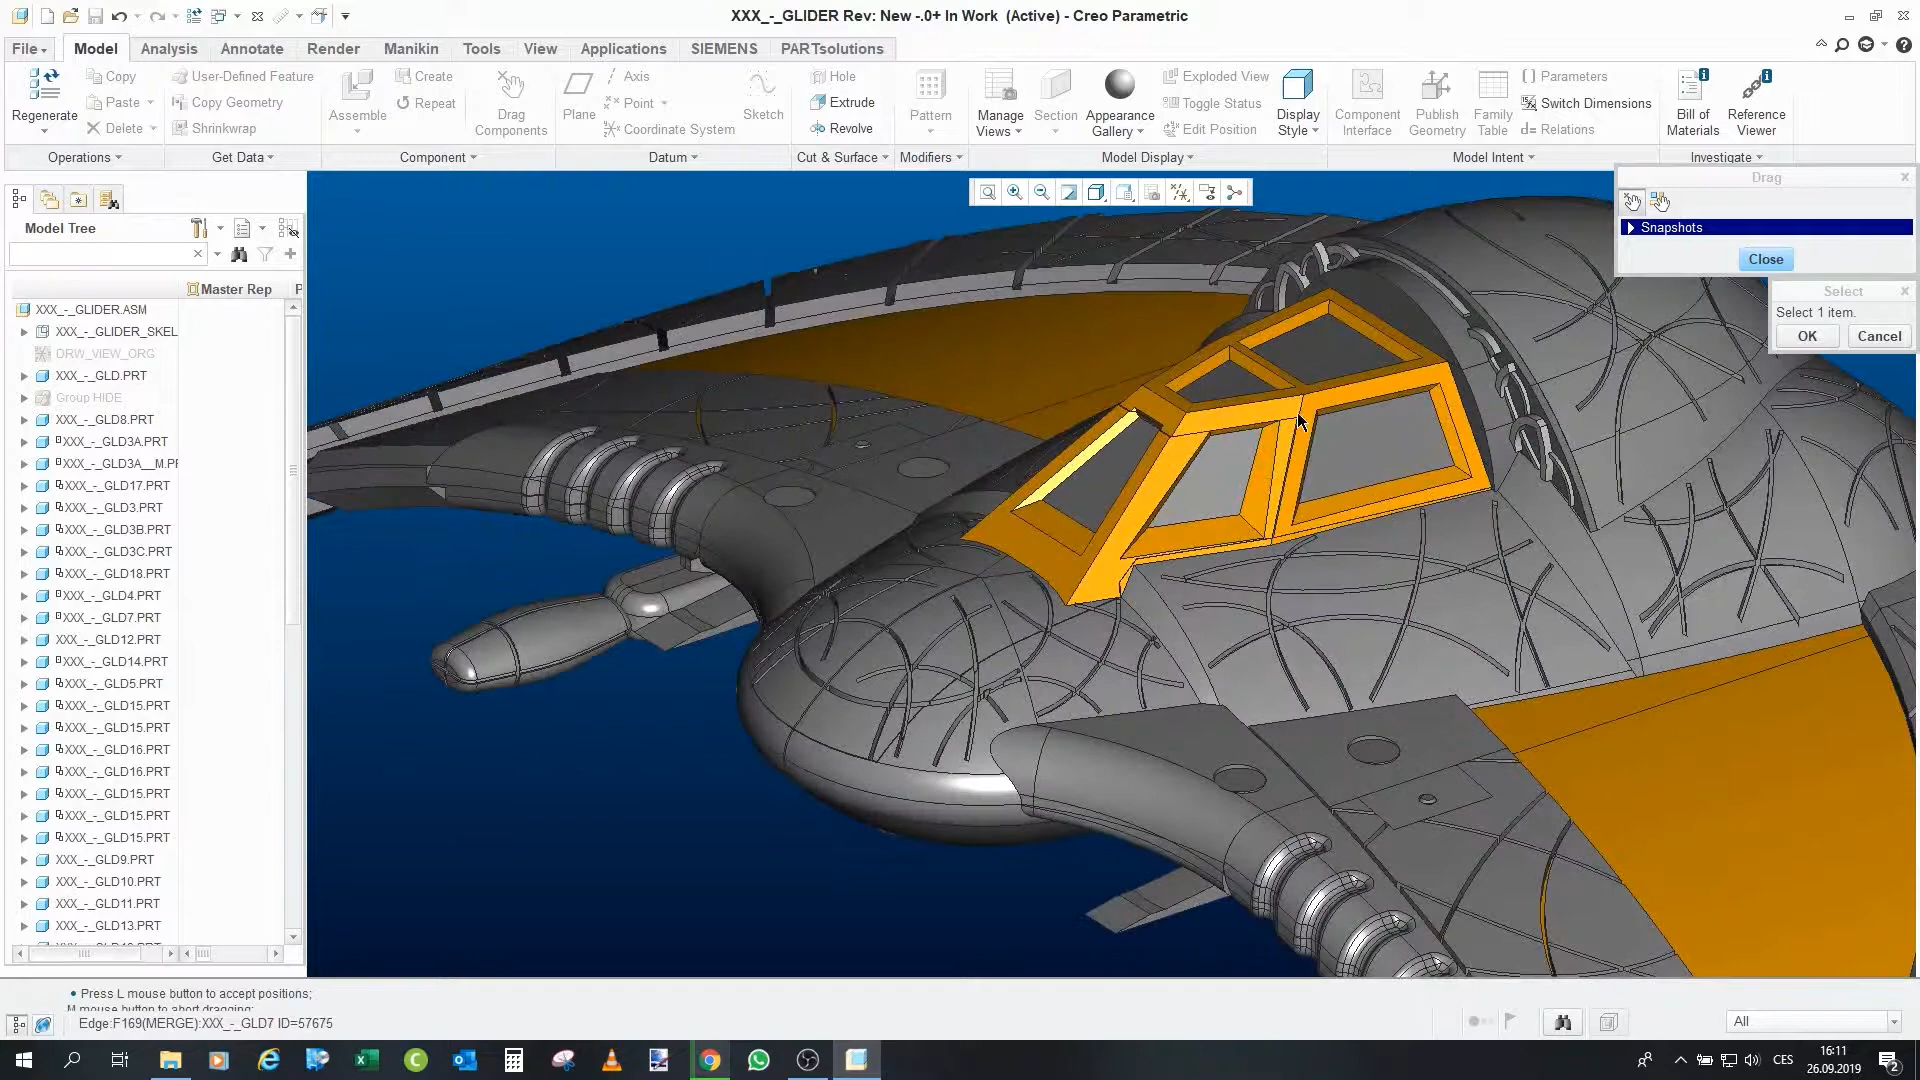 XXX_-_GLIDER Rev: New -.0+ In Work  (Active) - Creo Parametric
File
Model
Analysis
Annotate
Render
Manikin
Tools
View
Applications
SIEMENS
PARTsolutions
Regenerate
Copy
Paste
Delete
User-Defined Feature
Copy Geometry
Shrinkwrap
Assemble
Create
Repeat
Drag Components
Plane
Axis
Point
Coordinate System
Sketch
Hole
Extrude
Revolve
Pattern
Manage Views
Section
Appearance Gallery
Exploded View
Toggle Status
Edit Position
Display Style
Component Interface
Publish Geometry
Family Table
Parameters
Switch Dimensions
Relations
Bill of Materials
Reference Viewer
Operations
Get Data
Component
Datum
Cut & Surface
Modifiers
Model Display
Model Intent
Investigate
Drag
Snapshots
Close
Select
Select 1 item.
OK
Cancel
Model Tree
Master Rep
P
XXX_-_GLIDER.ASM
XXX_-_GLIDER_SKEL
DRW_VIEW_ORG
XXX_-_GLD.PRT
Group HIDE
XXX_-_GLD8.PRT
XXX_-_GLD3A.PRT
XXX_-_GLD3A__M.PF
XXX_-_GLD17.PRT
XXX_-_GLD3.PRT
XXX_-_GLD3B.PRT
XXX_-_GLD3C.PRT
XXX_-_GLD18.PRT
XXX_-_GLD4.PRT
XXX_-_GLD7.PRT
XXX_-_GLD12.PRT
XXX_-_GLD14.PRT
XXX_-_GLD5.PRT
XXX_-_GLD15.PRT
XXX_-_GLD15.PRT
XXX_-_GLD16.PRT
XXX_-_GLD16.PRT
XXX_-_GLD15.PRT
XXX_-_GLD15.PRT
XXX_-_GLD15.PRT
XXX_-_GLD9.PRT
XXX_-_GLD10.PRT
XXX_-_GLD11.PRT
XXX_-_GLD13.PRT
• Press L mouse button to accept positions;
M mouse button to abort dragging;
Edge:F169(MERGE):XXX_-_GLD7 ID=57675
All
CES
16:11
26.09.2019
2